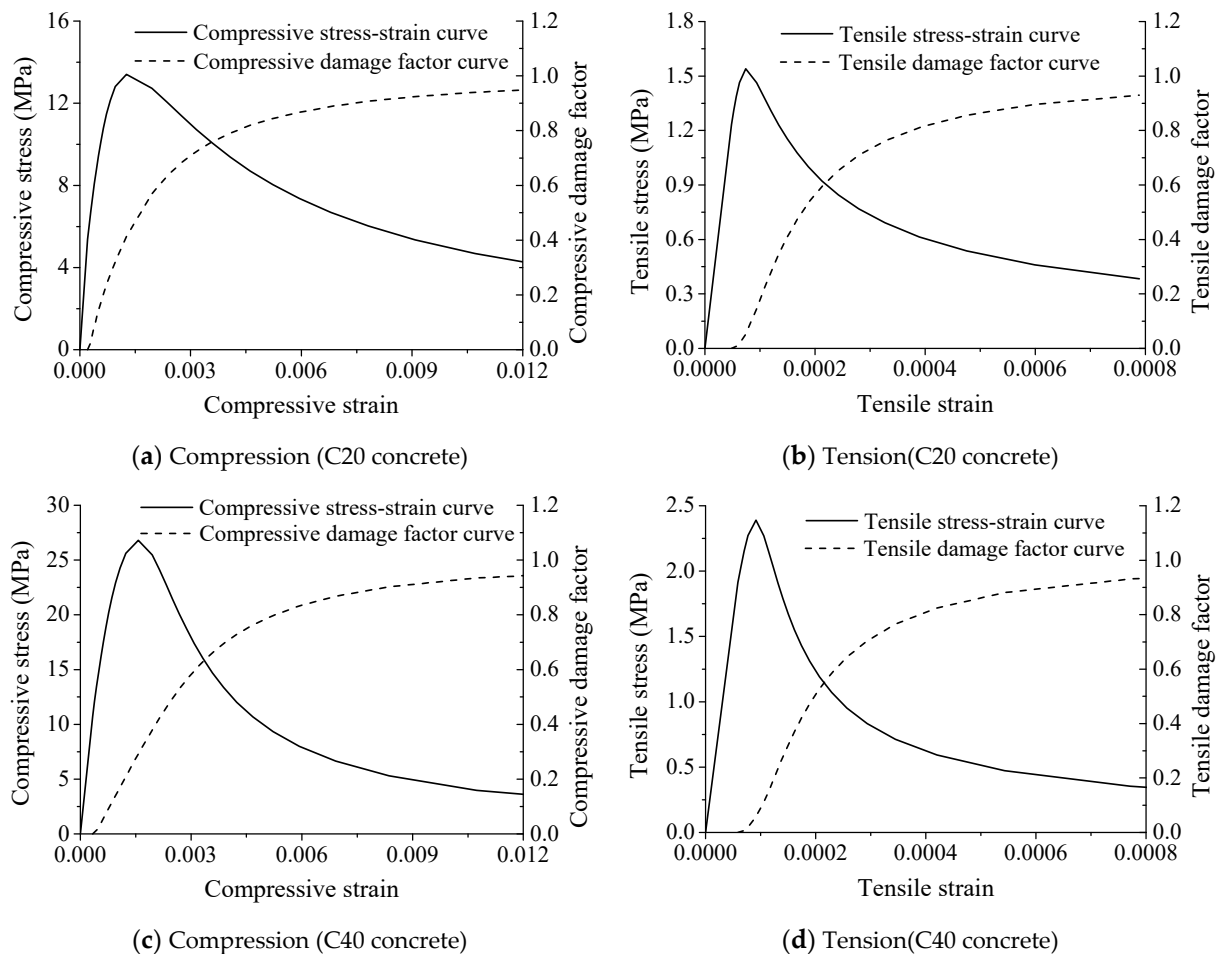 16
12
8
4
0
Compressive stress (MPa)
Compressive stress-strain curve
Compressive damage factor curve
1.2
1.0
0.8
0.6
0.4
0.2
0.0
Compressive damage factor
0.000 0.003 0.006 0.009 0.012
Compressive strain
(a) Compression (C20 concrete)
1.8
1.5
1.2
0.9
0.6
0.3
0.0
Tensile stress (MPa)
Tensile stress-strain curve
Tensile damage factor curve
1.2
1.0
0.8
0.6
0.4
0.2
0.0
Tensile damage factor
0.0000 0.0002 0.0004 0.0006 0.0008
Tensile strain
(b) Tension(C20 concrete)
30
25
20
15
10
5
0
Compressive stress (MPa)
Compressive stress-strain curve
Compressive damage factor curve
1.2
1.0
0.8
0.6
0.4
0.2
0.0
Compressive damage factor
0.000 0.003 0.006 0.009 0.012
Compressive strain
(c) Compression (C40 concrete)
2.5
2.0
1.5
1.0
0.5
0.0
Tensile stress (MPa)
Tensile stress-strain curve
Tensile damage factor curve
1.2
1.0
0.8
0.6
0.4
0.2
0.0
Tensile damage factor
0.0000 0.0002 0.0004 0.0006 0.0008
Tensile strain
(d) Tension(C40 concrete)